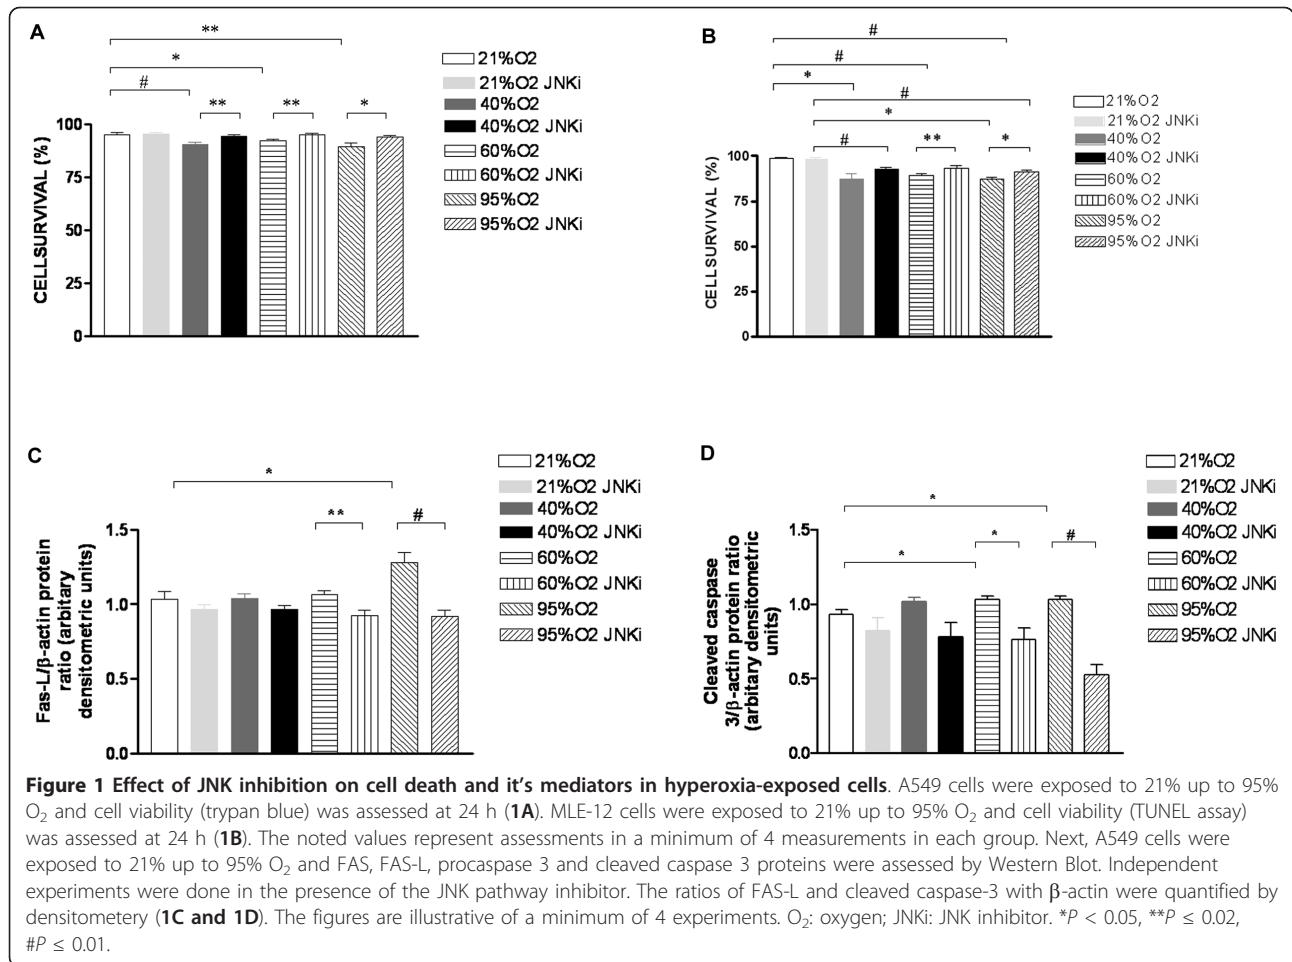 A
**
*
#
**
**
*
21%O2
21%O2 JNKi
40%O2
40%O2 JNKi
60%O2
60%O2 JNKi
95%O2
95%O2 JNKi
CELLSURVIVAL (%)
100
75
50
25
0
B
#
#
*
#
*
#
**
*
21%O2
21%O2 JNKi
40%O2
40%O2 JNKi
60%O2
60%O2 JNKi
95%O2
95%O2 JNKi
CELLSURVIVAL (%)
100
75
50
25
0
C
*
**
#
21%O2
21%O2 JNKi
40%O2
40%O2 JNKi
60%O2
60%O2 JNKi
95%O2
95%O2 JNKi
Fas-L/β-actin protein
ratio (arbitary
densitometric units)
1.5
1.0
0.5
0.0
D
*
*
*
#
21%O2
21%O2 JNKi
40%O2
40%O2 JNKi
60%O2
60%O2 JNKi
95%O2
95%O2 JNKi
Cleaved caspase
3/β-actin protein ratio
(arbitary densitometric
units)
1.5
1.0
0.5
0.0
Figure 1 Effect of JNK inhibition on cell death and it's mediators in hyperoxia-exposed cells. A549 cells were exposed to 21% up to 95%
O₂ and cell viability (trypan blue) was assessed at 24 h (1A). MLE-12 cells were exposed to 21% up to 95% O₂ and cell viability (TUNEL assay)
was assessed at 24 h (1B). The noted values represent assessments in a minimum of 4 measurements in each group. Next, A549 cells were
exposed to 21% up to 95% O₂ and FAS, FAS-L, procaspase 3 and cleaved caspase 3 proteins were assessed by Western Blot. Independent
experiments were done in the presence of the JNK pathway inhibitor. The ratios of FAS-L and cleaved caspase-3 with β-actin were quantified by
densitometery (1C and 1D). The figures are illustrative of a minimum of 4 experiments. O₂: oxygen; JNKi: JNK inhibitor. *P < 0.05, **P ≤ 0.02,
#P ≤ 0.01.